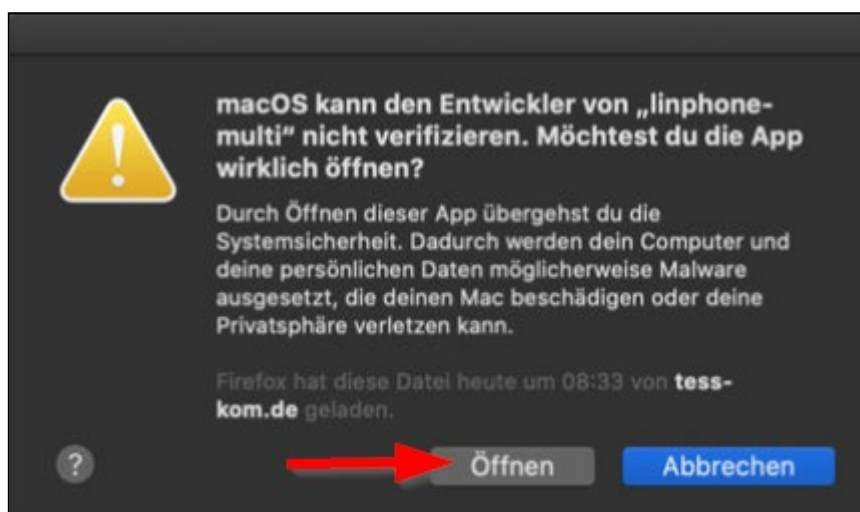 macOS kann den Entwickler von „linphone-
multi“ nicht verifizieren. Möchtest du die App
wirklich öffnen?
Durch Öffnen dieser App übergehst du die
Systemsicherheit. Dadurch werden dein Computer und
deine persönlichen Daten möglicherweise Malware
ausgesetzt, die deinen Mac beschädigen oder deine
Privatsphäre verletzen kann.
Firefox hat diese Datei heute um 08:33 von tess-
kom.de geladen.
? Öffnen Abbrechen